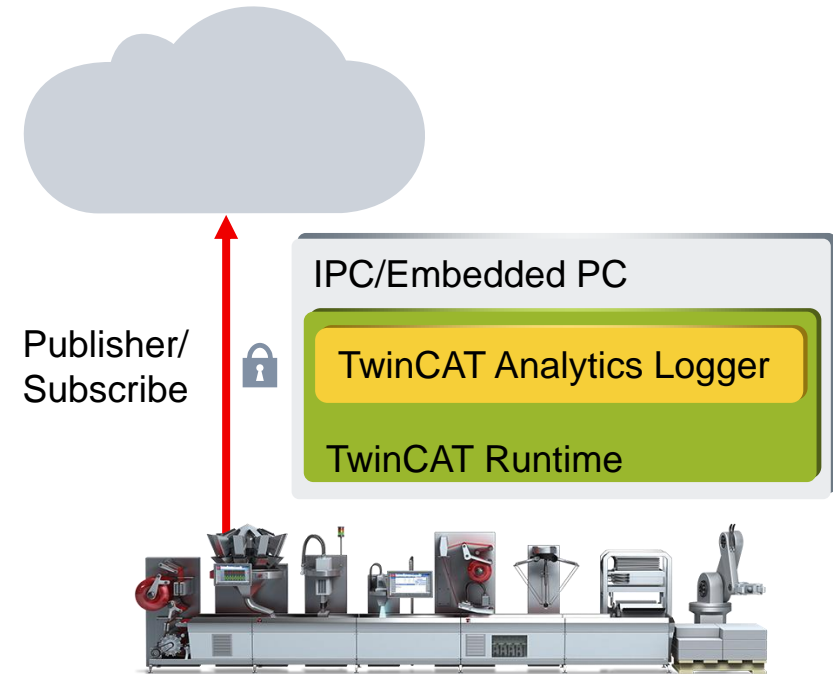 IPC/Embedded PC
Publisher/
Subscribe
TwinCAT Analytics Logger
TwinCAT Runtime